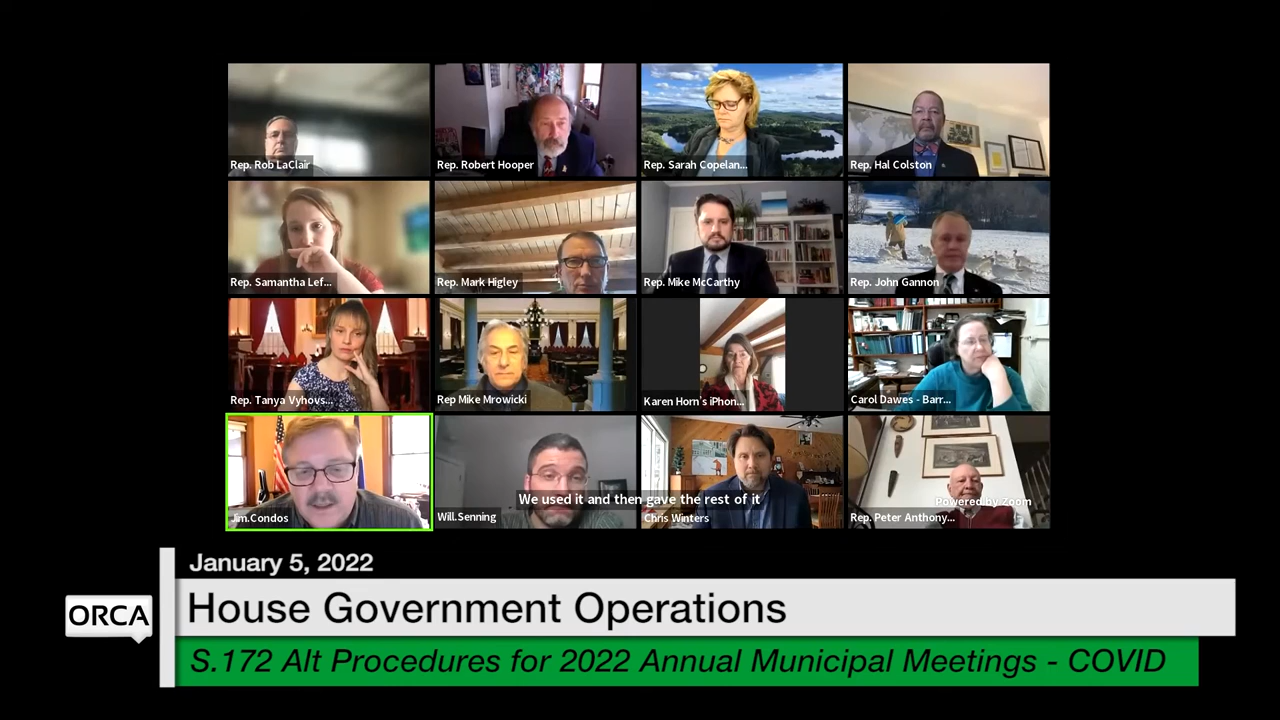 Rep. Rob LaClair
Rep. Robert Hooper
Rep. Sarah Copelan...
Rep. Hal Colston
Rep. Samantha Lef...
Rep. Mark Higley
Rep. Mike McCarthy
Rep. John Gannon
Rep. Tanya Vyhovs...
Rep Mike Mrowicki
Karen Horn's iPhon...
Carol Dawes - Barr...
We used it and then gave the rest of it
Powered by Zoom
Jim.Condos
Will.Senning
Chris Winters
Rep. Peter Anthony...
January 5, 2022
ORCA
House Government Operations
S.172 Alt Procedures for 2022 Annual Municipal Meetings - COVID